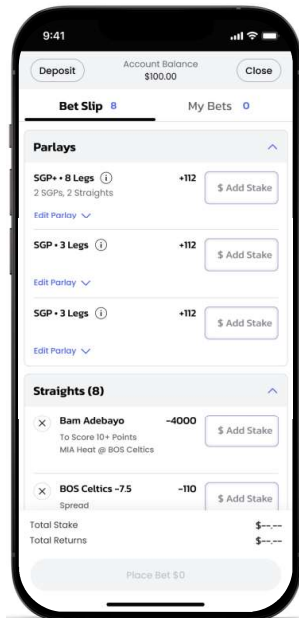 9:41
Deposit
Account Balance
$100.00
Close
Bet Slip 8
My Bets 0
Parlays
SGP+ • 8 Legs ⓘ +112 $ Add Stake
2 SGPs, 2 Straights
Edit Parlay
SGP • 3 Legs ⓘ +112 $ Add Stake
Edit Parlay
SGP • 3 Legs ⓘ +112 $ Add Stake
Edit Parlay
Straights (8)
Bam Adebayo -4000 $ Add Stake
To Score 10+ Points
MIA Heat @ BOS Celtics
BOS Celtics -7.5 -110 $ Add Stake
Spread
Total Stake $--.--
Total Returns $--.--
Place Bet $0